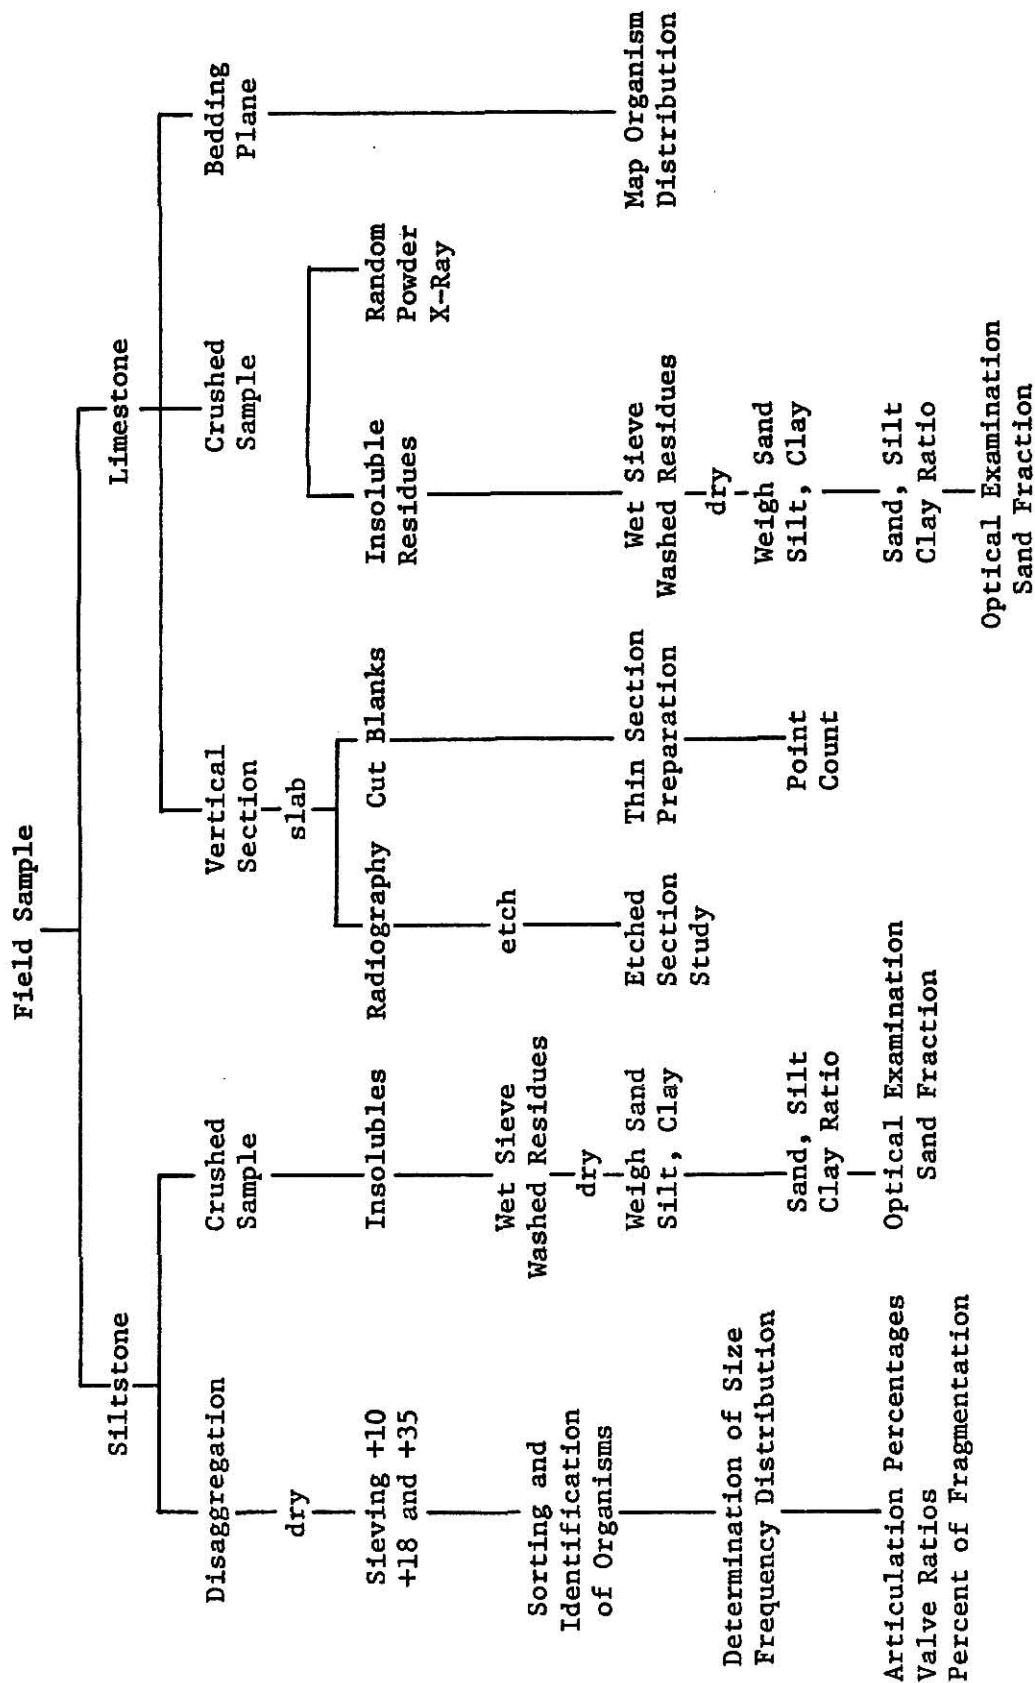 Field Sample
Siltstone
Limestone
Disaggregation
Crushed
Sample
Vertical
Section
Crushed
Sample
Bedding
Plane
dry
slab
Sieving +10
+18 and +35
Insolubles
Radiography
Cut Blanks
Insoluble
Residues
Random
Powder
X-Ray
Sorting and
Identification
of Organisms
Wet Sieve
Washed Residues
etch
dry
Weigh Sand
Silt, Clay
Etched
Section
Study
Thin Section
Preparation
Wet Sieve
Washed Residues
Map Organism
Distribution
dry
Determination of Size
Frequency Distribution
Sand, Silt
Clay Ratio
Point
Count
Weigh Sand
Silt, Clay
Articulation Percentages
Valve Ratios
Percent of Fragmentation
Optical Examination
Sand Fraction
Sand, Silt
Clay Ratio
Optical Examination
Sand Fraction